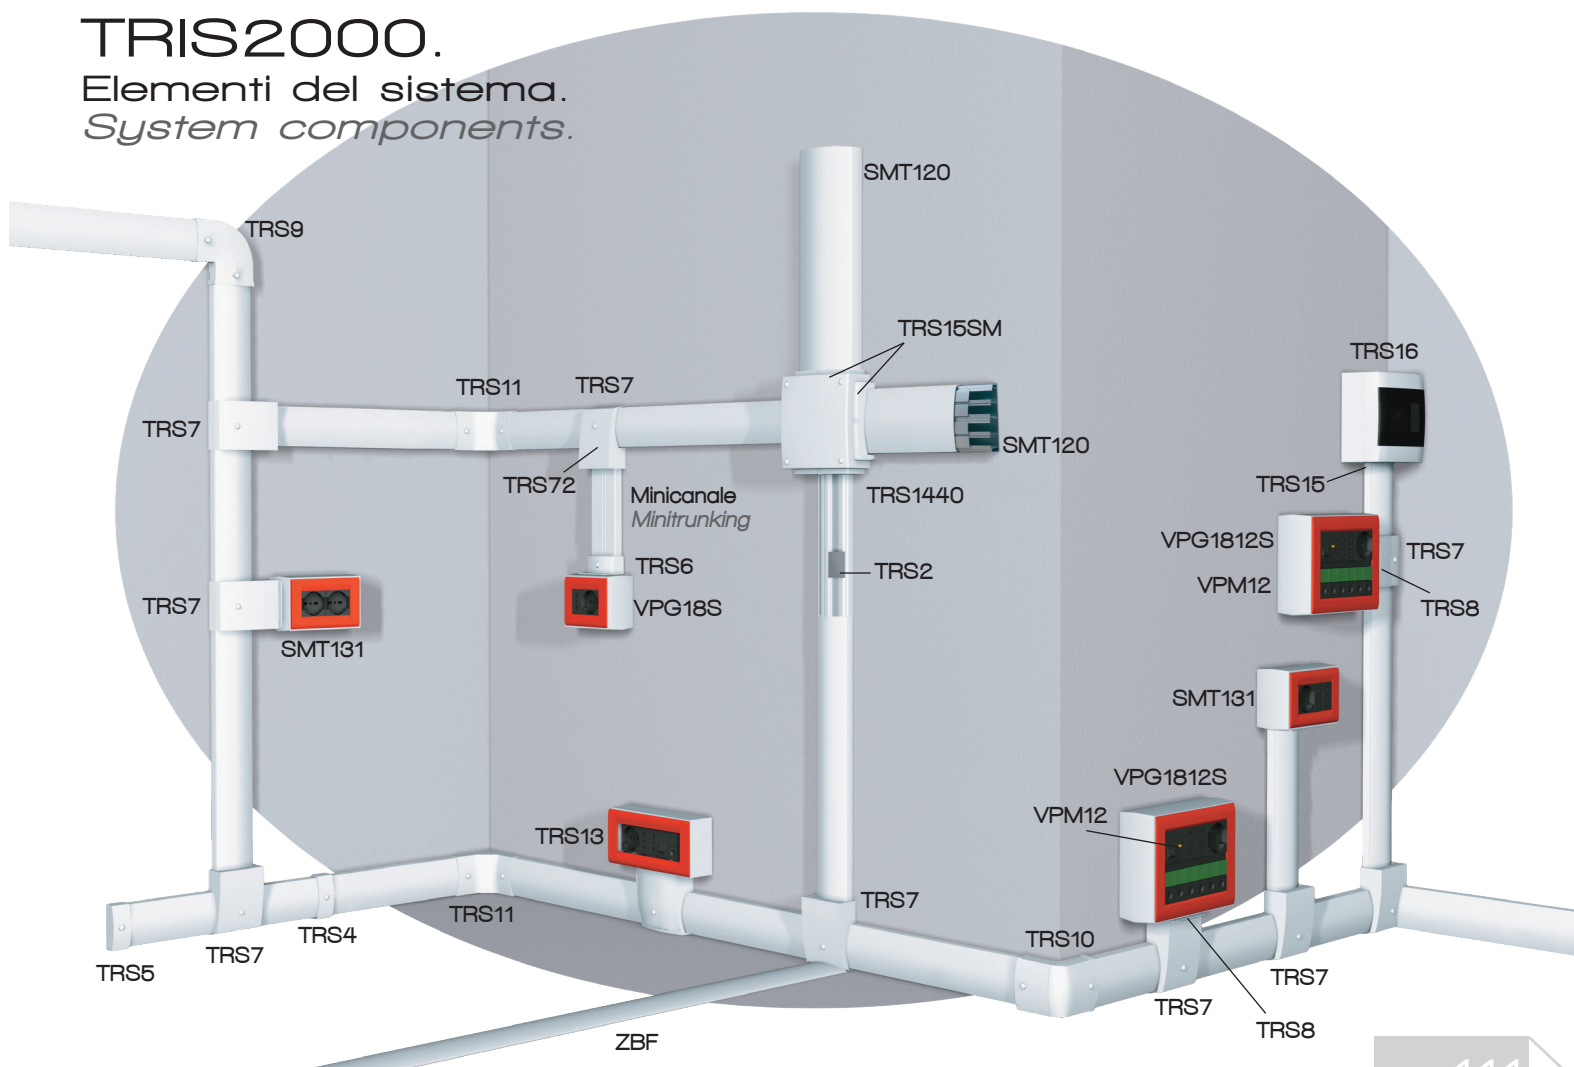 TRIS2000.
Elementi del sistema.
System components.
SMT120
TRS9
TRS15SM
TRS16
TRS11
TRS7
TRS7
SMT120
TRS72
Minicanale
Minitrunking
TRS1440
TRS15
VPG1812S
TRS7
TRS6
TRS2
VPM12
TRS7
VPG18S
TRS8
SMT131
SMT131
VPG1812S
VPM12
TRS13
TRS7
TRS11
TRS4
TRS7
TRS10
TRS5
TRS7
TRS7
TRS8
ZBF